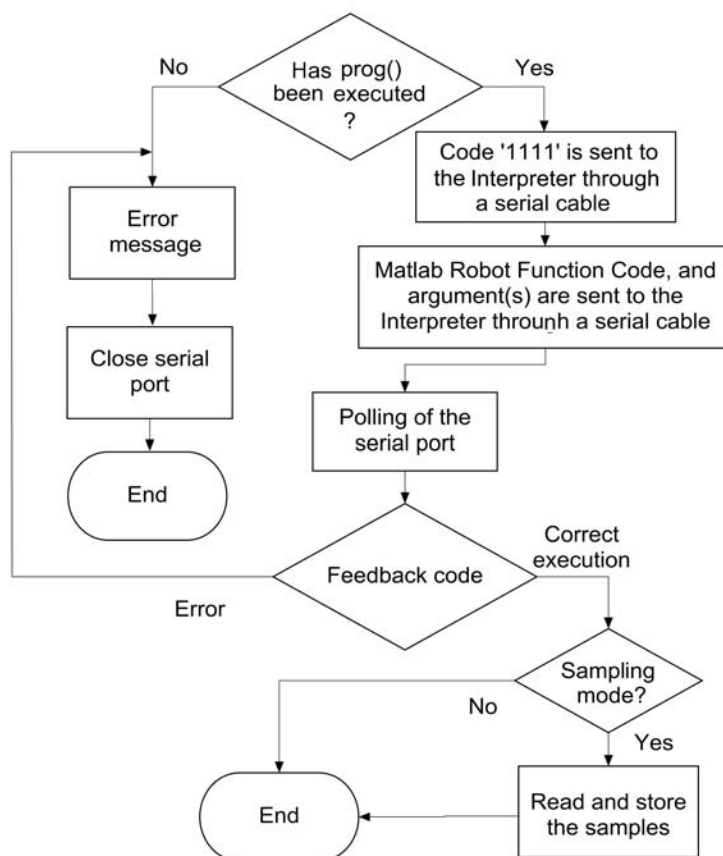 No
Has prog()
been executed
?
Yes
Code '1111' is sent to
the Interpreter through
a serial cable
Error
message
Matlab Robot Function Code, and
argument(s) are sent to the
Interpreter through a serial cable
Close serial
port
Polling of the
serial port
End
Feedback code
Correct
execution
Error
Sampling
mode?
No
Yes
End
Read and store
the samples